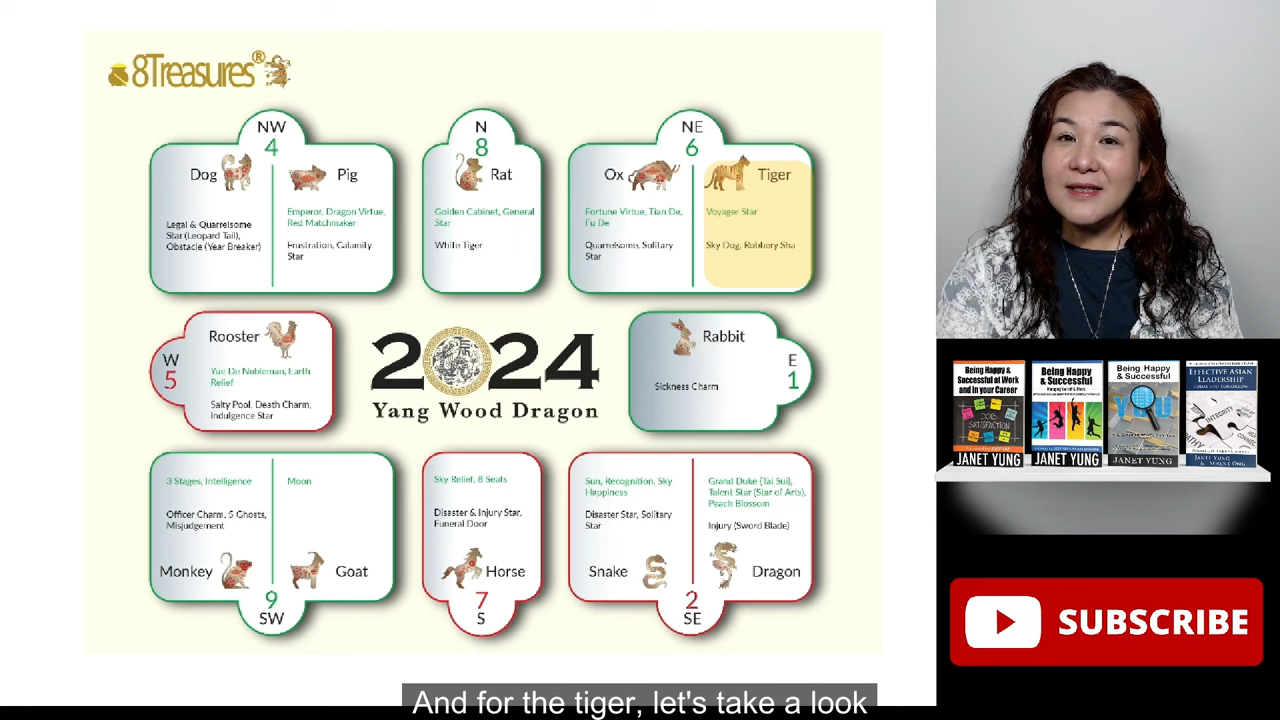 8Treasures®
NW
4
Dog
Pig
Legal & Quarrelsome
Star (Leopard Tail),
Obstacle (Year Breaker)
Emperor, Dragon Virtue,
Red Matchmaker
Frustration, Calamity
Star
N
8
Rat
Golden Cabinet, General
Star
White Tiger
NE
6
Ox
Tiger
Fortune Virtue, Tian De,
Fu De
Quarrelsome, Sulitary
Star
Voyager Star
Sky Dog, Robbery Sha
W
5
Rooster
Yue De Nobleman, Earth
Relief
Salty Pool, Death Charm,
Indulgence Star
2024
Yang Wood Dragon
Rabbit
Sickness Charm
E
1
3 Stages, Intelligence
Officer Charm, 5 Ghosts,
Misjudgement
Monkey
Moon
Goat
9
SW
Sky Relief, 8 Seats
Disaster & Injury Star,
Funeral Door
Horse
7
S
Sun, Recognition, Sky
Happiness
Disaster Star, Solitary
Star
Snake
Grand Duke (Tai Sui),
Talent Star (Star of Arts),
Peach Blossom
Injury (Sword Blade)
Dragon
2
SE
Being Happy &
Successful at Work
and in your Career
JOB
SATISFACTION
JANET YUNG
Being Happy
& Successful
JANET YUNG
Being Happy
& Successful
YOU
JANET YUNG
EFFECTIVE ASIAN
LEADERSHIP
INTEGRITY
JANET YUNG
SUBSCRIBE
And for the tiger, let's take a look